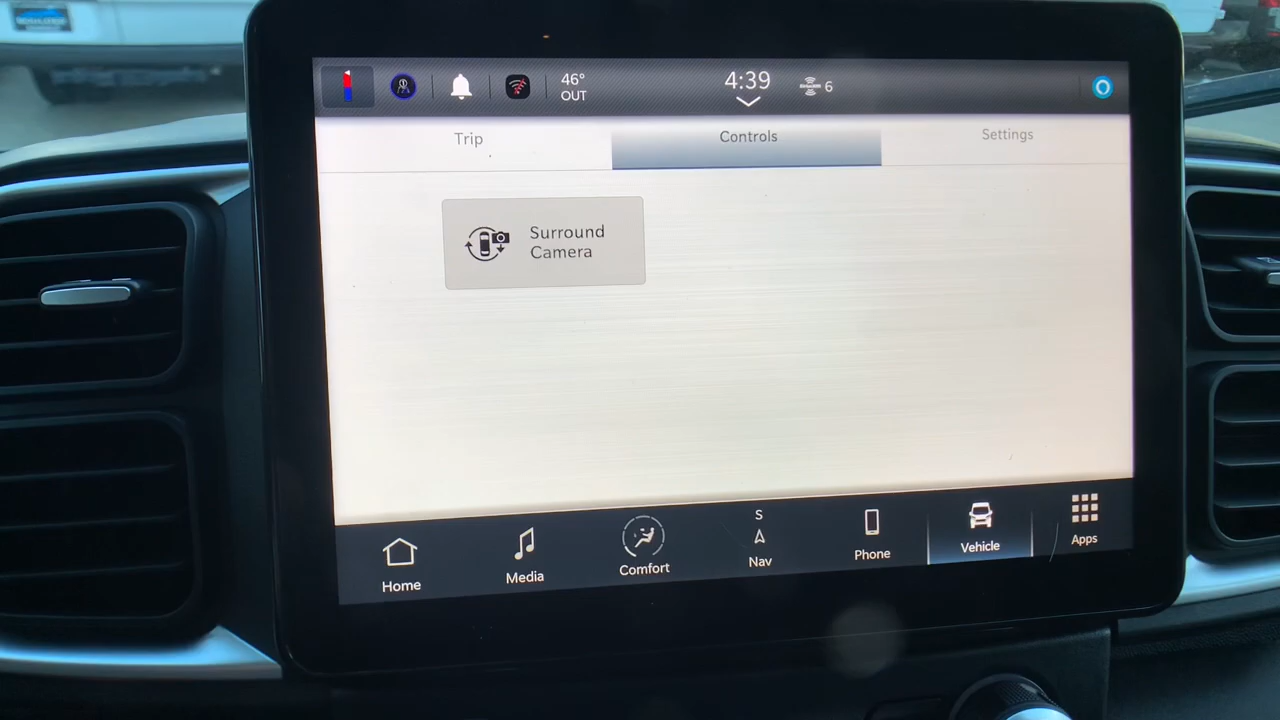 46°
OUT
4:39
6
Trip
Controls
Settings
Surround
Camera
Home
Media
Comfort
S
Nav
Phone
Vehicle
Apps